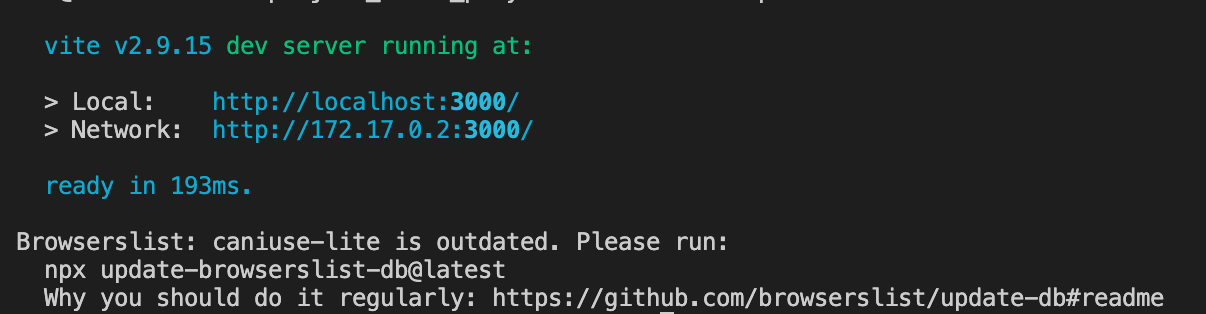 vite v2.9.15 dev server running at:
> Local: http://localhost:3000/
> Network: http://172.17.0.2:3000/
ready in 193ms.
Browserslist: caniuse-lite is outdated. Please run:
npx update-browserslist-db@latest
Why you should do it regularly: https://github.com/browserslist/update-db#readme